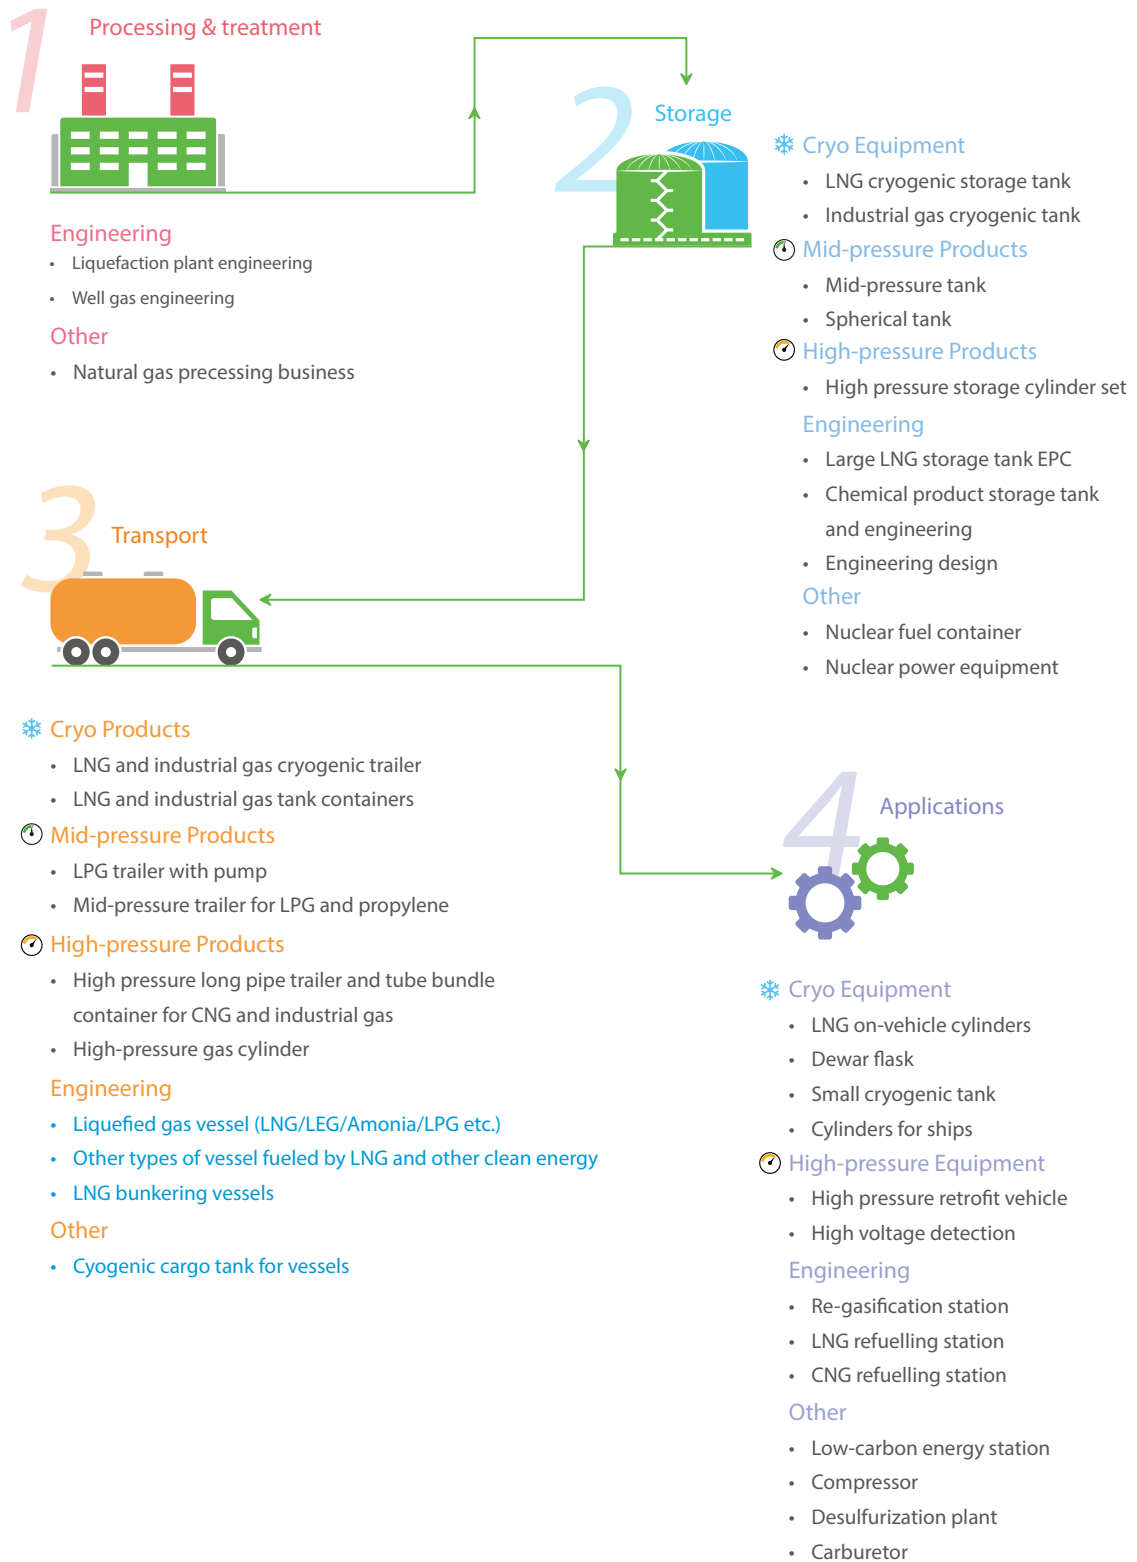 1
Processing & treatment
Engineering
• Liquefaction plant engineering
• Well gas engineering
Other
• Natural gas precessing business
2
Storage
Cryo Equipment
• LNG cryogenic storage tank
• Industrial gas cryogenic tank
Mid-pressure Products
• Mid-pressure tank
• Spherical tank
High-pressure Products
• High pressure storage cylinder set
Engineering
• Large LNG storage tank EPC
• Chemical product storage tank
and engineering
• Engineering design
Other
• Nuclear fuel container
• Nuclear power equipment
3
Transport
Cryo Products
• LNG and industrial gas cryogenic trailer
• LNG and industrial gas tank containers
Mid-pressure Products
• LPG trailer with pump
• Mid-pressure trailer for LPG and propylene
High-pressure Products
• High pressure long pipe trailer and tube bundle
container for CNG and industrial gas
• High-pressure gas cylinder
Engineering
• Liquefied gas vessel (LNG/LEG/Amonia/LPG etc.)
• Other types of vessel fueled by LNG and other clean energy
• LNG bunkering vessels
Other
• Cyogenic cargo tank for vessels
4
Applications
Cryo Equipment
• LNG on-vehicle cylinders
• Dewar flask
• Small cryogenic tank
• Cylinders for ships
High-pressure Equipment
• High pressure retrofit vehicle
• High voltage detection
Engineering
• Re-gasification station
• LNG refuelling station
• CNG refuelling station
Other
• Low-carbon energy station
• Compressor
• Desulfurization plant
• Carburetor